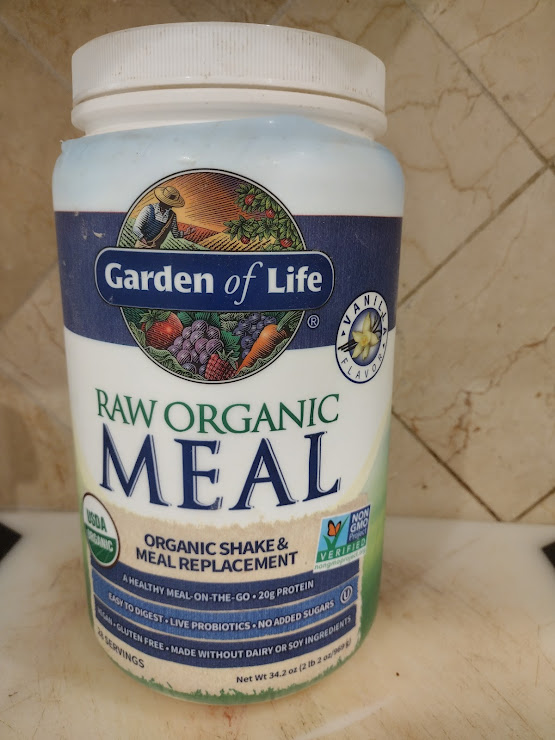 Garden of Life
®
VANILLA
FLAVOR
RAW ORGANIC
MEAL
USDA
ORGANIC
ORGANIC SHAKE &
MEAL REPLACEMENT
NON
GMO
Project
VERIFIED
nongmoproject.org
A HEALTHY MEAL-ON-THE-GO • 20g PROTEIN
EASY TO DIGEST • LIVE PROBIOTICS • NO ADDED SUGARS
U
VEGAN • GLUTEN FREE • MADE WITHOUT DAIRY OR SOY INGREDIENTS
28 SERVINGS
Net Wt 34.2 oz (2 lb 2 oz/969g)